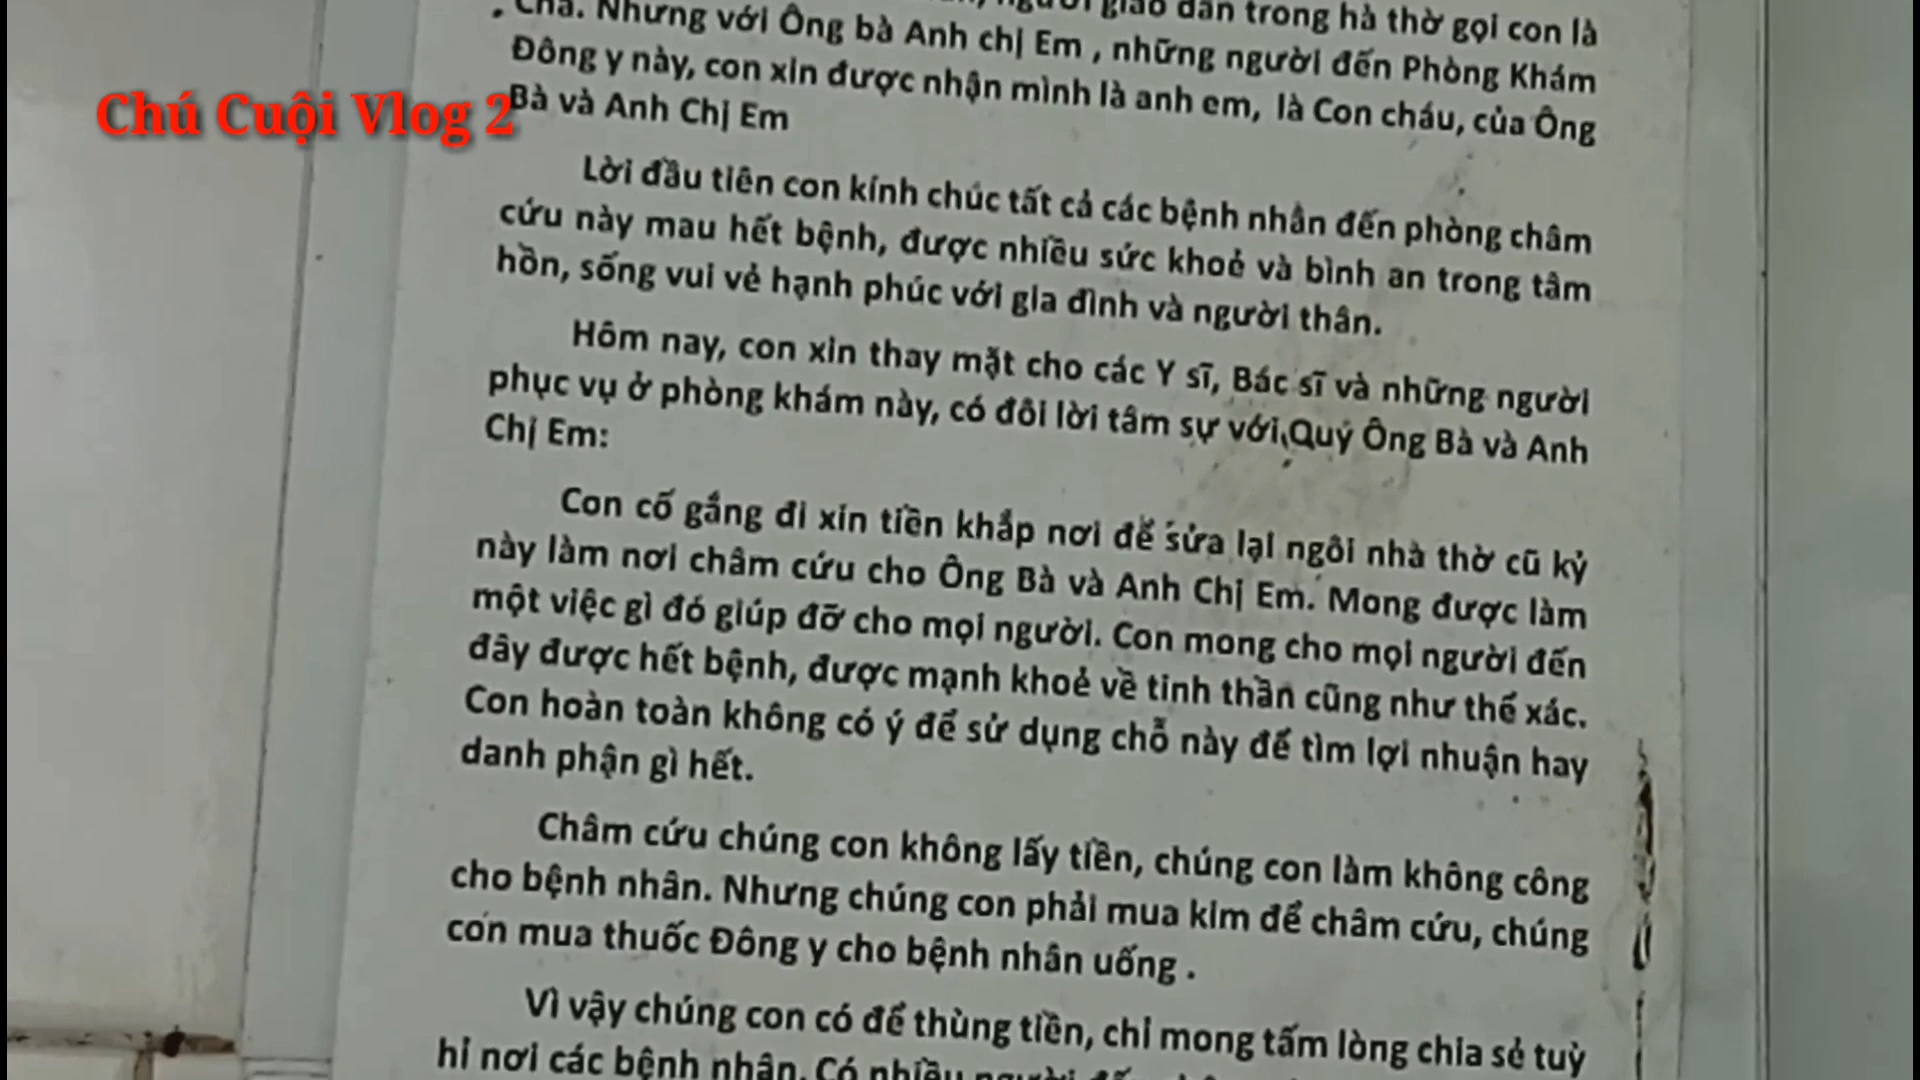 giáo dân trong hà thờ gọi con là
Cha. Nhưng với Ông bà Anh chị Em , những người đến Phòng Khám
Đông y này, con xin được nhận mình là anh em, là Con cháu, của Ông
Bà và Anh Chị Em
Chú Cuội Vlog 2
Lời đầu tiên con kính chúc tất cả các bệnh nhân đến phòng châm
cứu này mau hết bệnh, được nhiều sức khoẻ và bình an trong tâm
hồn, sống vui vẻ hạnh phúc với gia đình và người thân.
Hôm nay, con xin thay mặt cho các Y sĩ, Bác sĩ và những người
phục vụ ở phòng khám này, có đôi lời tâm sự với Quý Ông Bà và Anh
Chị Em:
Con cố gắng đi xin tiền khắp nơi để sửa lại ngôi nhà thờ cũ kỷ
này làm nơi châm cứu cho Ông Bà và Anh Chị Em. Mong được làm
một việc gì đó giúp đỡ cho mọi người. Con mong cho mọi người đến
đây được hết bệnh, được mạnh khoẻ về tinh thần cũng như thể xác.
Con hoàn toàn không có ý để sử dụng chỗ này để tìm lợi nhuận hay
danh phận gì hết.
Châm cứu chúng con không lấy tiền, chúng con làm không công
cho bệnh nhân. Nhưng chúng con phải mua kim để châm cứu, chúng
con mua thuốc Đông y cho bệnh nhân uống .
Vì vậy chúng con có để thùng tiền, chỉ mong tấm lòng chia sẻ tuỳ
hỉ nơi các bệnh nhân. Có nhiều người